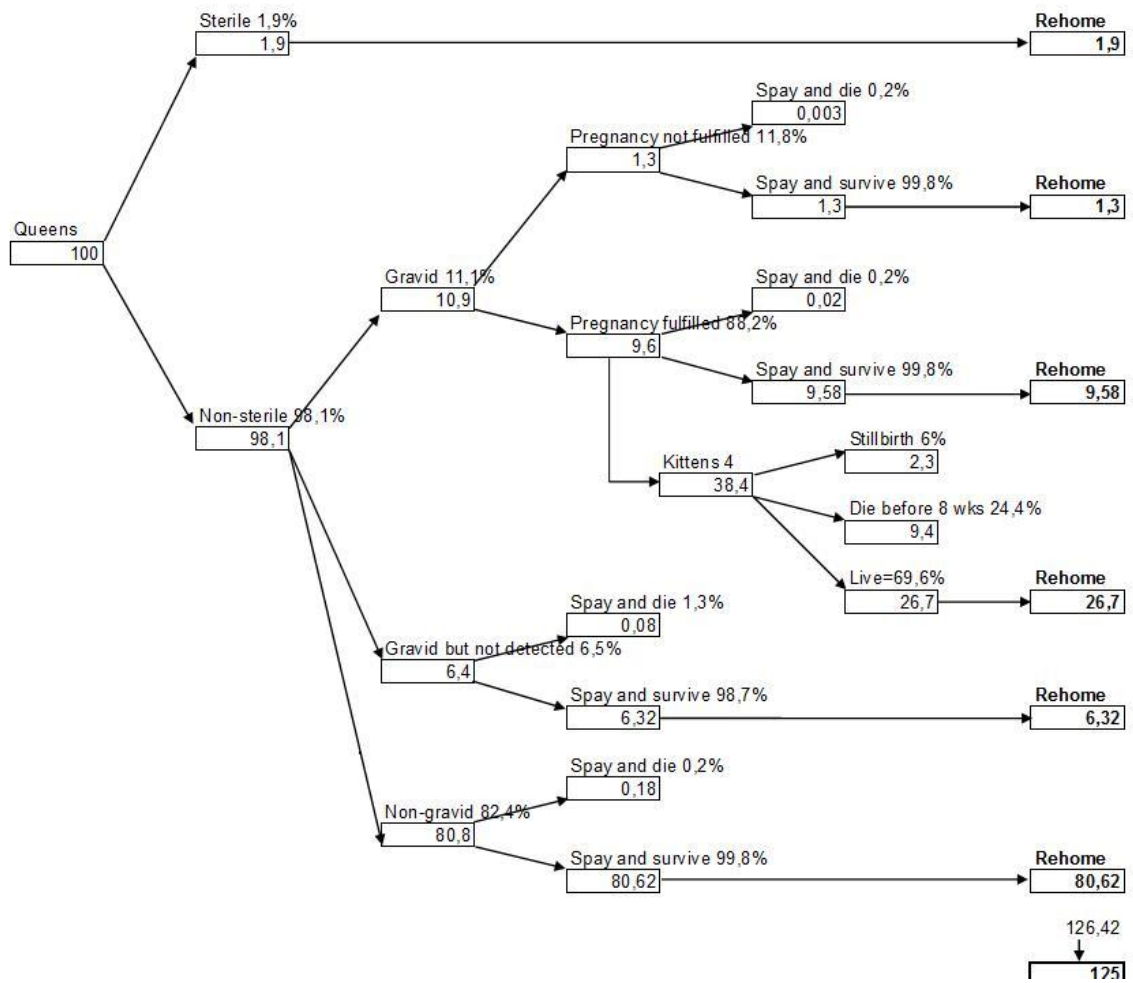 Sterile 1,9%
Rehome
1,9
1,9
Spay and die 0,2%
0,003
Pregnancy not fulfilled 11,8%
1,3
Spay and survive 99,8%
Rehome
1,3
1,3
Queens
100
Gravid 11,1%
10,9
Spay and die 0,2%
0,02
Pregnancy fulfilled 88,2%
9,6
Spay and survive 99,8%
Rehome
9,58
9,58
Non-sterile 98,1%
98,1
Stillbirth 6%
2,3
Kittens 4
38,4
Die before 8 wks 24,4%
9,4
Live=69,6%
Rehome
26,7
26,7
Spay and die 1,3%
0,08
Gravid but not detected 6,5%
6,4
Spay and survive 98,7%
Rehome
6,32
6,32
Spay and die 0,2%
0,18
Non-gravid 82,4%
80,8
Spay and survive 99,8%
Rehome
80,62
80,62
126,42
125